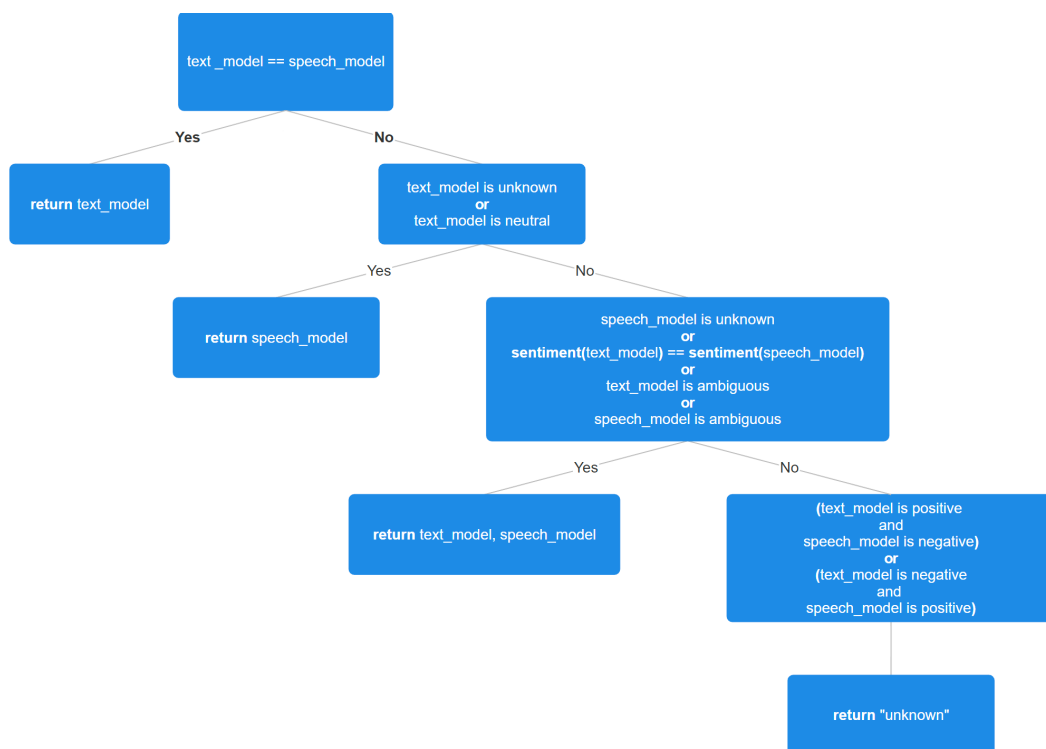 text _model == speech_model
Yes
No
return text_model
text_model is unknown
or
text_model is neutral
Yes
No
return speech_model
speech_model is unknown
or
sentiment(text_model) == sentiment(speech_model)
or
text_model is ambiguous
or
speech_model is ambiguous
Yes
No
return text_model, speech_model
(text_model is positive
and
speech_model is negative)
or
(text_model is negative
and
speech_model is positive)
return "unknown"